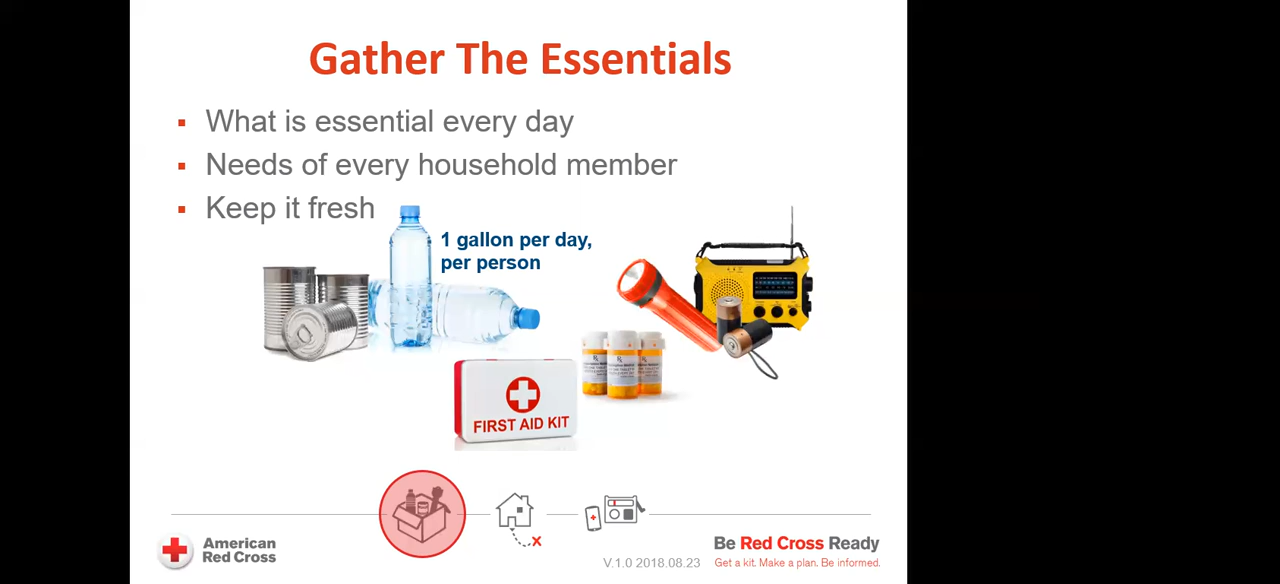 Gather The Essentials
What is essential every day
Needs of every household member
Keep it fresh
1 gallon per day,
per person
FIRST AID KIT
American
Red Cross
V.1.0 2018.08.23
Be Red Cross Ready
Get a kit. Make a plan. Be informed.